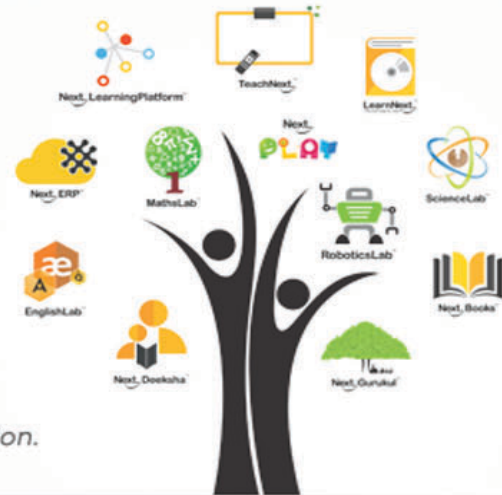 TeachNext
Next LearningPlatform
LearnNext
Next
PLAY
Next ERP
1
MathsLab
ScienceLab
RoboticsLab
æ
A
EnglishLab
Next Books
Next Deeksha
Next Gurukul
on.